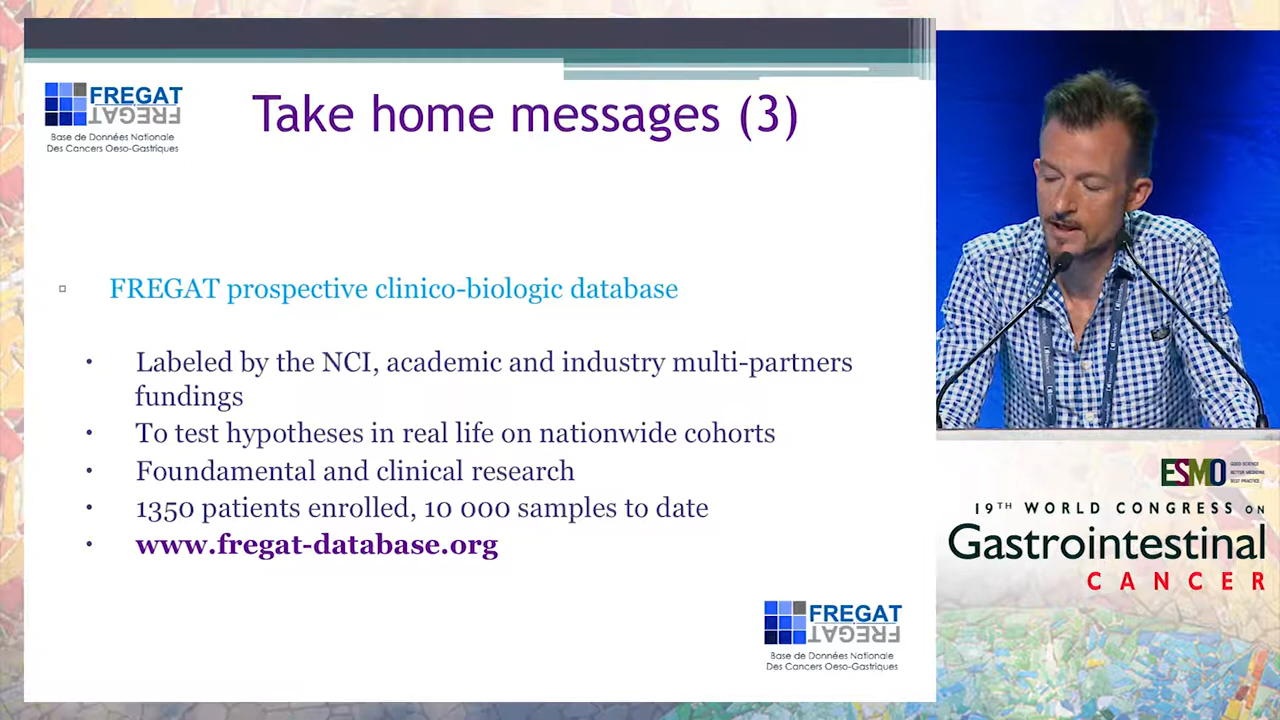 FREGAT
FREGAT
Base de Données Nationale
Des Cancers Oeso-Gastriques
Take home messages (3)
FREGAT prospective clinico-biologic database
• Labeled by the NCI, academic and industry multi-partners
fundings
• To test hypotheses in real life on nationwide cohorts
• Foundamental and clinical research
• 1350 patients enrolled, 10 000 samples to date
• www.fregat-database.org
FREGAT
FREGAT
Base de Données Nationale
Des Cancers Oeso-Gastriques
ESMO
GOOD SCIENCE
BETTER MEDICINE
BEST PRACTICE
19TH WORLD CONGRESS ON
Gastrointestinal
CANCER